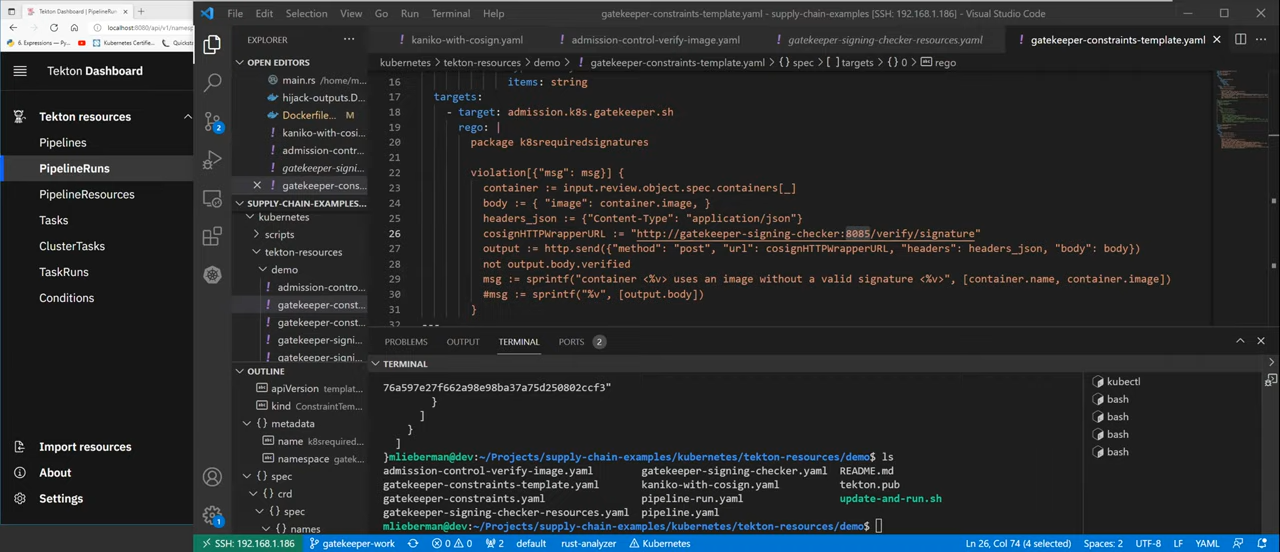 Tekton Dashboard | PipelineRuns
localhost:8080/api/v1/namesp
6. Expressions — Py...
Kubernetes Certific...
Quickst
Tekton Dashboard
Tekton resources
Pipelines
PipelineRuns
PipelineResources
Tasks
ClusterTasks
TaskRuns
Conditions
Import resources
About
Settings
File Edit Selection View Go Run Terminal Help
gatekeeper-constraints-template.yaml - supply-chain-examples [SSH: 192.168.1.186] - Visual Studio Code
EXPLORER
OPEN EDITORS
main.rs /home/m...
hijack-outputs.D...
Dockerfile... M
kaniko-with-cosi...
admission-contr...
gatekeeper-signi...
gatekeeper-cons...
SUPPLY-CHAIN-EXAMPLES...
kubernetes
scripts
tekton-resources
demo
admission-contro...
gatekeeper-const...
gatekeeper-const...
gatekeeper-signi...
gatekeeper-signi...
OUTLINE
apiVersion templat...
kind ConstraintTem...
metadata
name k8srequired...
namespace gatek...
spec
crd
spec
names
2
1
kaniko-with-cosign.yaml
admission-control-verify-image.yaml
gatekeeper-signing-checker-resources.yaml
gatekeeper-constraints-template.yaml
kubernetes > tekton-resources > demo > gatekeeper-constraints-template.yaml > {} spec > [ ] targets > {} 0 > rego
16 items: string
17 targets:
18 - target: admission.k8s.gatekeeper.sh
19 rego: |
20 package k8srequiredsignatures
21
22 violation[{"msg": msg}] {
23 container := input.review.object.spec.containers[_]
24 body := { "image": container.image, }
25 headers_json := {"Content-Type": "application/json"}
26 cosignHTTPWrapperURL := "http://gatekeeper-signing-checker:8085/verify/signature"
27 output := http.send({"method": "post", "url": cosignHTTPWrapperURL, "headers": headers_json, "body": body})
28 not output.body.verified
29 msg := sprintf("container <%v> uses an image without a valid signature <%v>", [container.name, container.image])
30 #msg := sprintf("%v", [output.body])
31 }
32 ---
PROBLEMS OUTPUT TERMINAL PORTS 2
TERMINAL
76a597e27f662a98e98ba37a75d250802ccf3"
}
]
}
]
}mlieberman@dev:~/Projects/supply-chain-examples/kubernetes/tekton-resources/demo$ ls
admission-control-verify-image.yaml gatekeeper-signing-checker.yaml README.md
gatekeeper-constraints-template.yaml kaniko-with-cosign.yaml tekton.pub
gatekeeper-constraints.yaml pipeline-run.yaml update-and-run.sh
gatekeeper-signing-checker-resources.yaml pipeline.yaml
mlieberman@dev:~/Projects/supply-chain-examples/kubernetes/tekton-resources/demo$
kubectl
bash
bash
bash
bash
SSH: 192.168.1.186 gatekeeper-work 0 0 2 default rust-analyzer Kubernetes Ln 26, Col 74 (4 selected) Spaces: 2 UTF-8 LF YAML